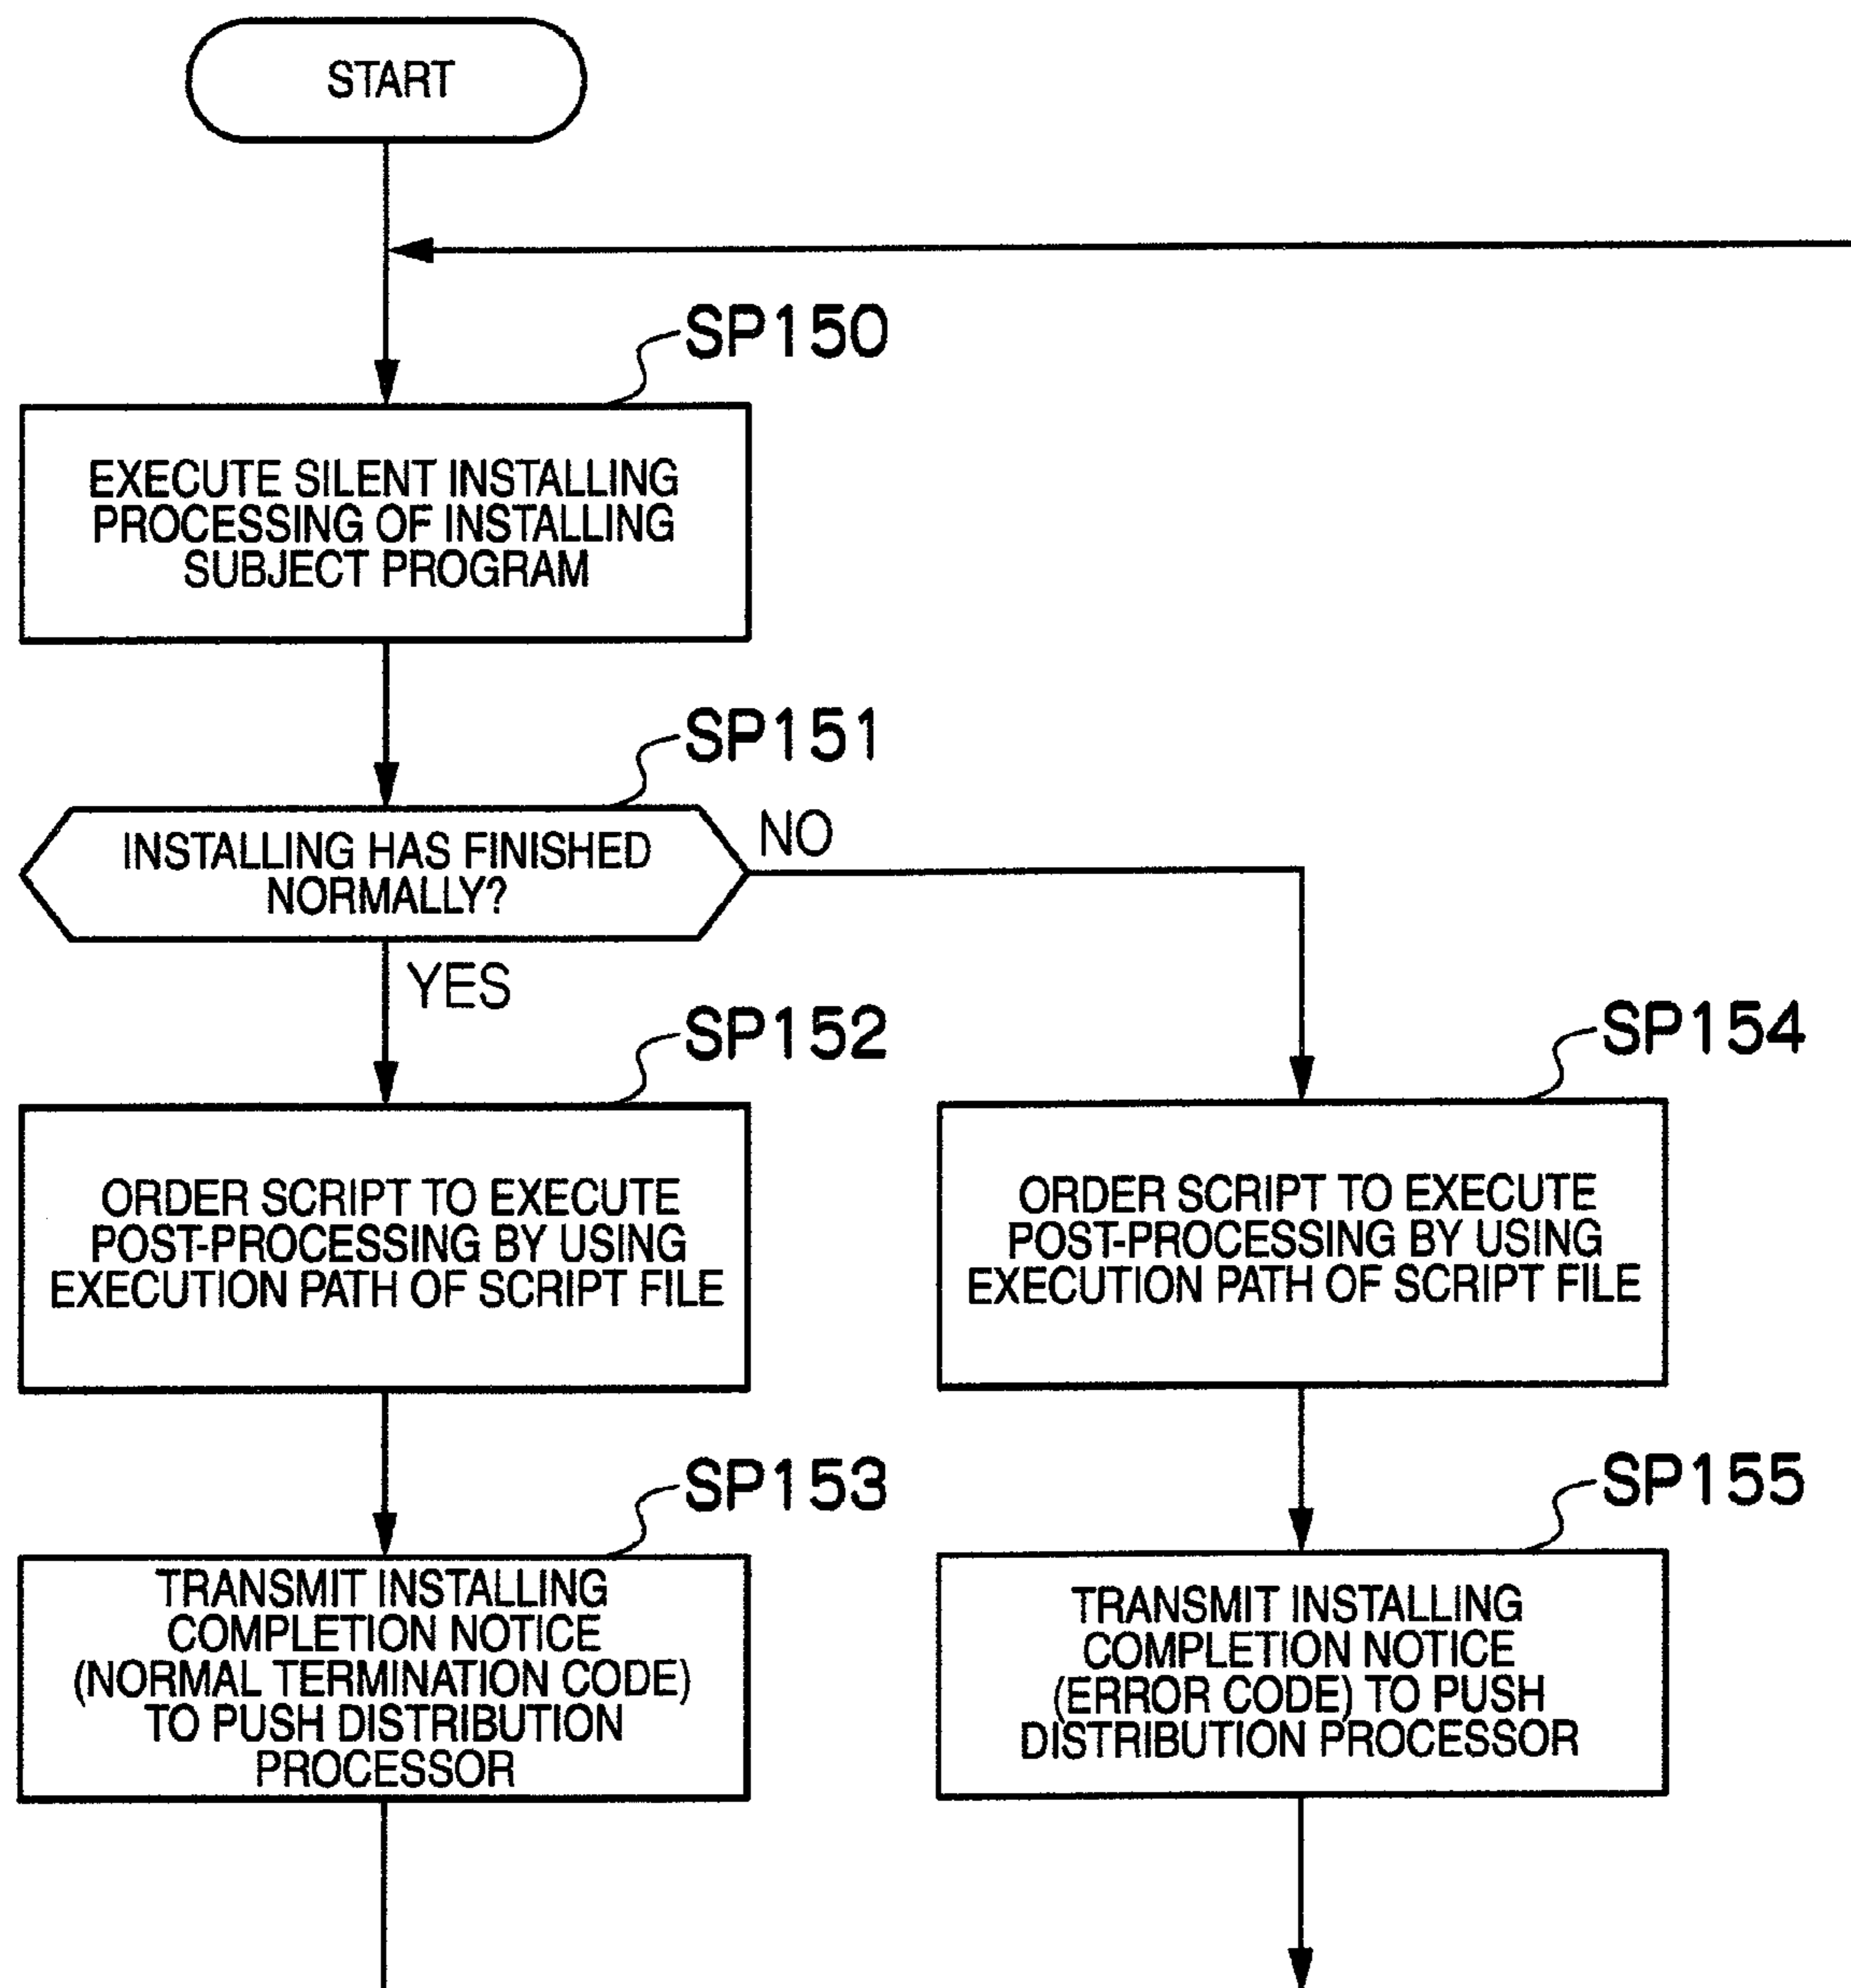 START
SP150
EXECUTE SILENT INSTALLING
PROCESSING OF INSTALLING
SUBJECT PROGRAM
SP151
INSTALLING HAS FINISHED
NORMALLY?
NO
YES
SP152
ORDER SCRIPT TO EXECUTE
POST-PROCESSING BY USING
EXECUTION PATH OF SCRIPT FILE
SP154
ORDER SCRIPT TO EXECUTE
POST-PROCESSING BY USING
EXECUTION PATH OF SCRIPT FILE
SP153
TRANSMIT INSTALLING
COMPLETION NOTICE
(NORMAL TERMINATION CODE)
TO PUSH DISTRIBUTION
PROCESSOR
SP155
TRANSMIT INSTALLING
COMPLETION NOTICE
(ERROR CODE) TO PUSH
DISTRIBUTION PROCESSOR